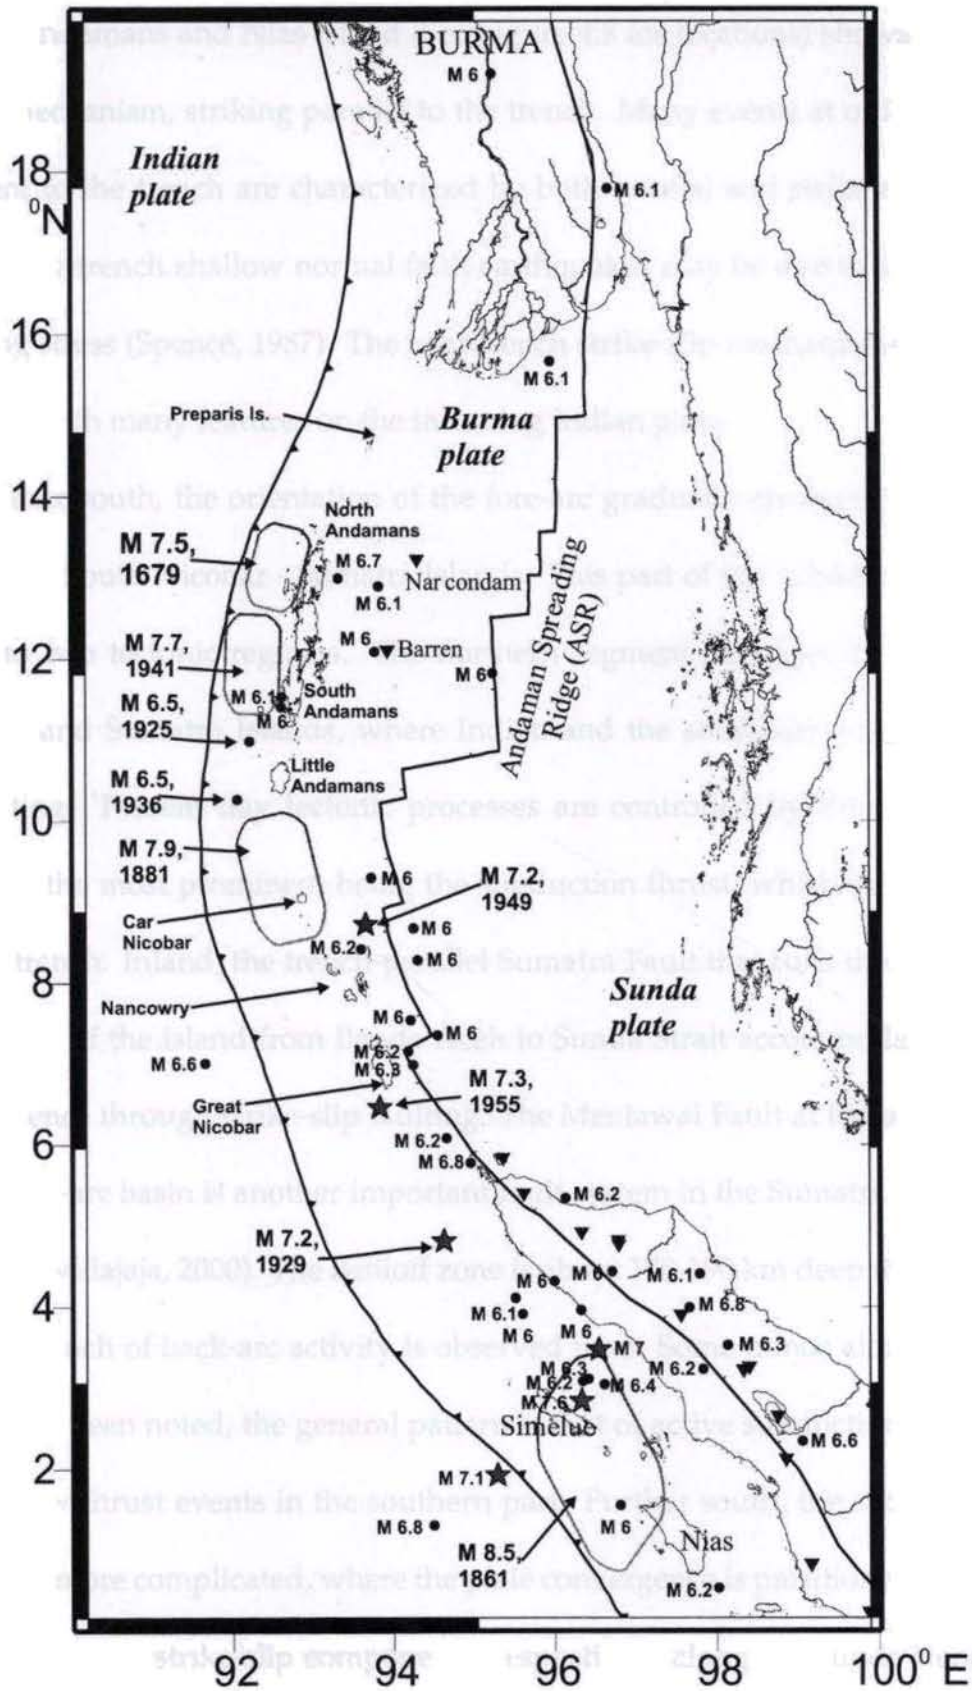 BURMA
M 6
Indian
plate
18
⁰N
M 6.1
16
M 6.1
Preparis Is.
Burma
plate
14
North
Andamans
M 7.5,
1679
M 6.7
Narcondam
M 6.1
Andaman Spreading
Ridge (ASR)
M 7.7,
1941
M 6
Barren
12
M 6
M 6.1
South
Andamans
M 6
M 6.5,
1925
Little
Andamans
M 6.5,
1936
10
M 7.9,
1881
M 6
M 7.2,
1949
Car
Nicobar
M 6
M 6.2
M 6
8
Nancowry
Sunda
plate
M 6
M 6
M 6.2
M 6.3
M 6.6
M 7.3,
1955
Great
Nicobar
M 6.2
6
M 6.8
M 6.2
M 7.2,
1929
M 6
M 6
M 6.1
4
M 6.1
M 6.8
M 6
M 6
M 7
M 6.3
M 6.3
M 6.2
M 6.2
M 6.4
M 7.6
Simelue
M 6.6
2
M 7.1
M 6.8
M 6
Nias
M 8.5,
1861
M 6.2
92
94
96
98
100⁰ E